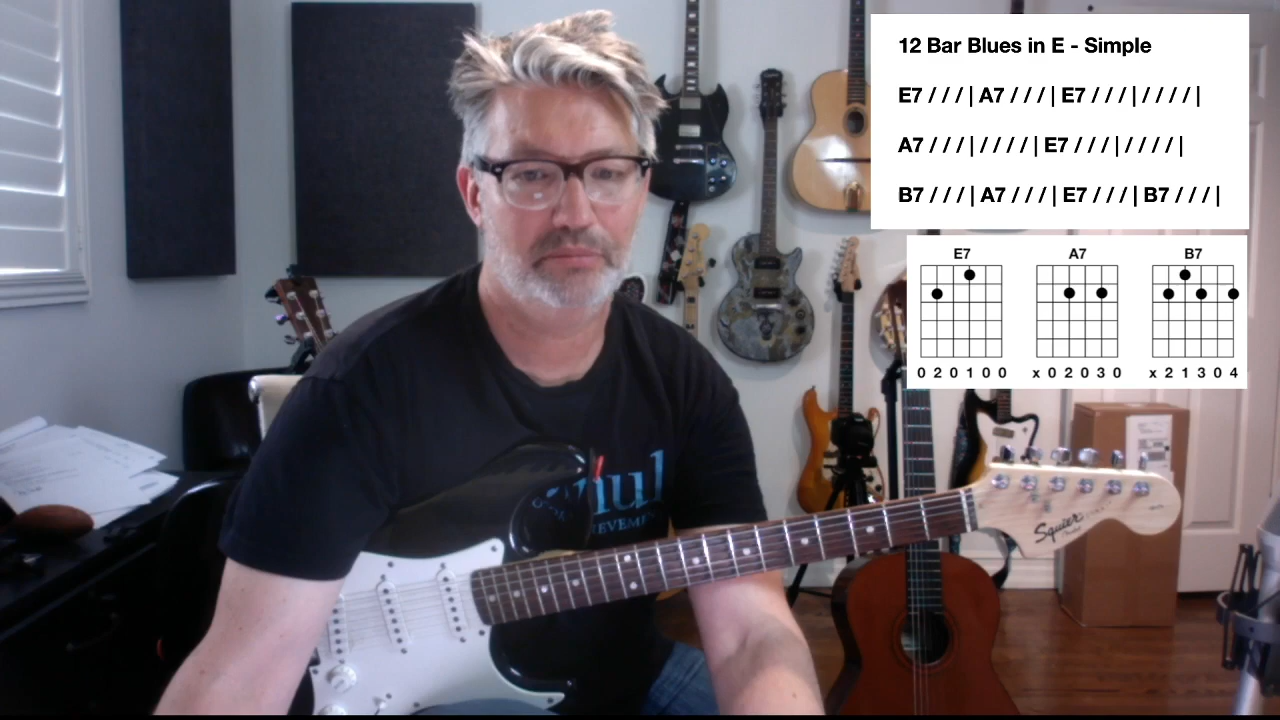 12 Bar Blues in E - Simple
E7 / / / | A7 / / / | E7 / / / | / / / / |
A7 / / / | / / / / | E7 / / / | / / / / |
B7 / / / | A7 / / / | E7 / / / | B7 / / / |
E7 A7 B7
0 2 0 1 0 0 x 0 2 0 3 0 x 2 1 3 0 4
Squier